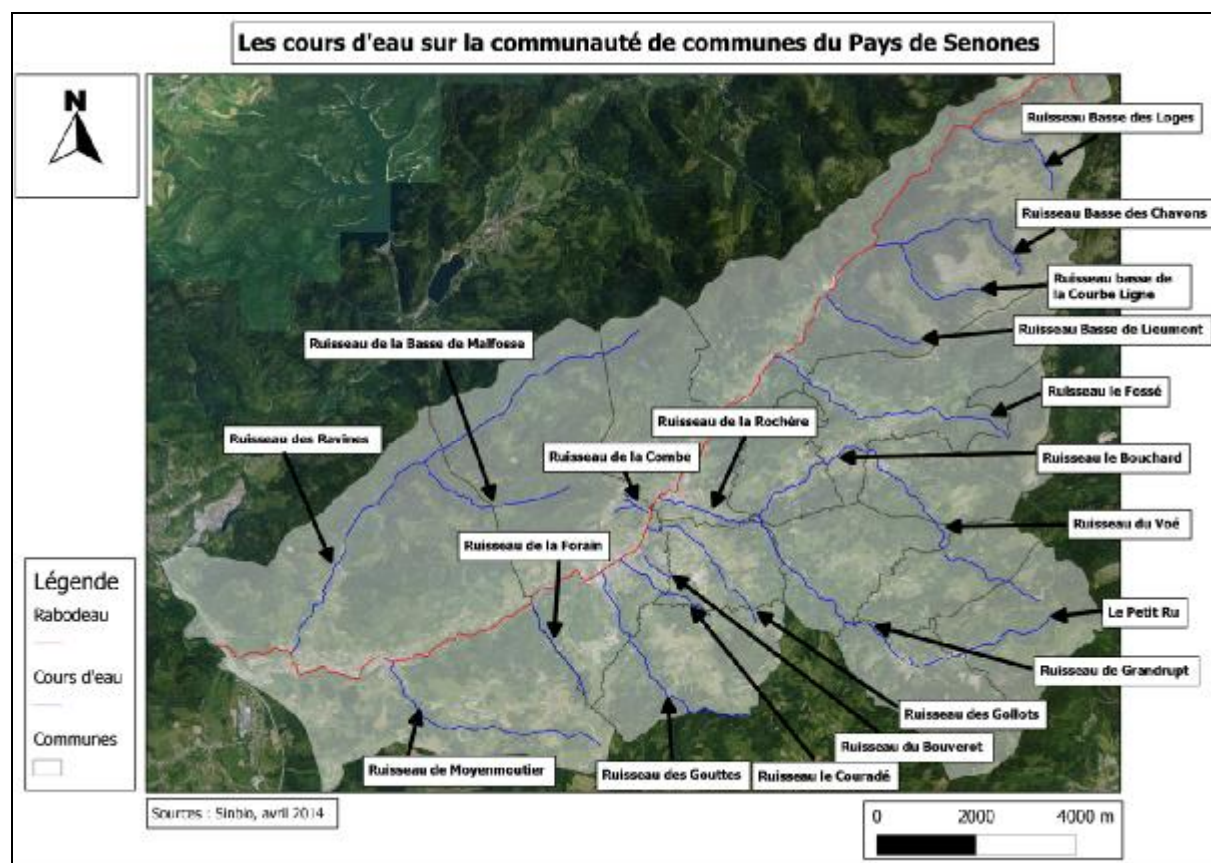 Les cours d'eau sur la communauté de communes du Pays de Senones
N
Ruisseau Basse des Loges
Ruisseau Basse des Chavons
Ruisseau basse de
la Courbe Ligne
Ruisseau Basse de Lieumont
Ruisseau de la Basse de Malfosse
Ruisseau le Fossé
Ruisseau de la Rochère
Ruisseau des Ravines
Ruisseau de la Combe
Ruisseau le Bouchard
Ruisseau du Voé
Ruisseau de la Forain
Légende
Rabodeau
Cours d'eau
Communes
Le Petit Ru
Ruisseau de Grandrupt
Ruisseau des Gollots
Ruisseau du Bouveret
Ruisseau de Moyenmoutier
Ruisseau des Gouttes
Ruisseau le Couradé
Sources : Sinbio, avril 2014
0 2000 4000 m